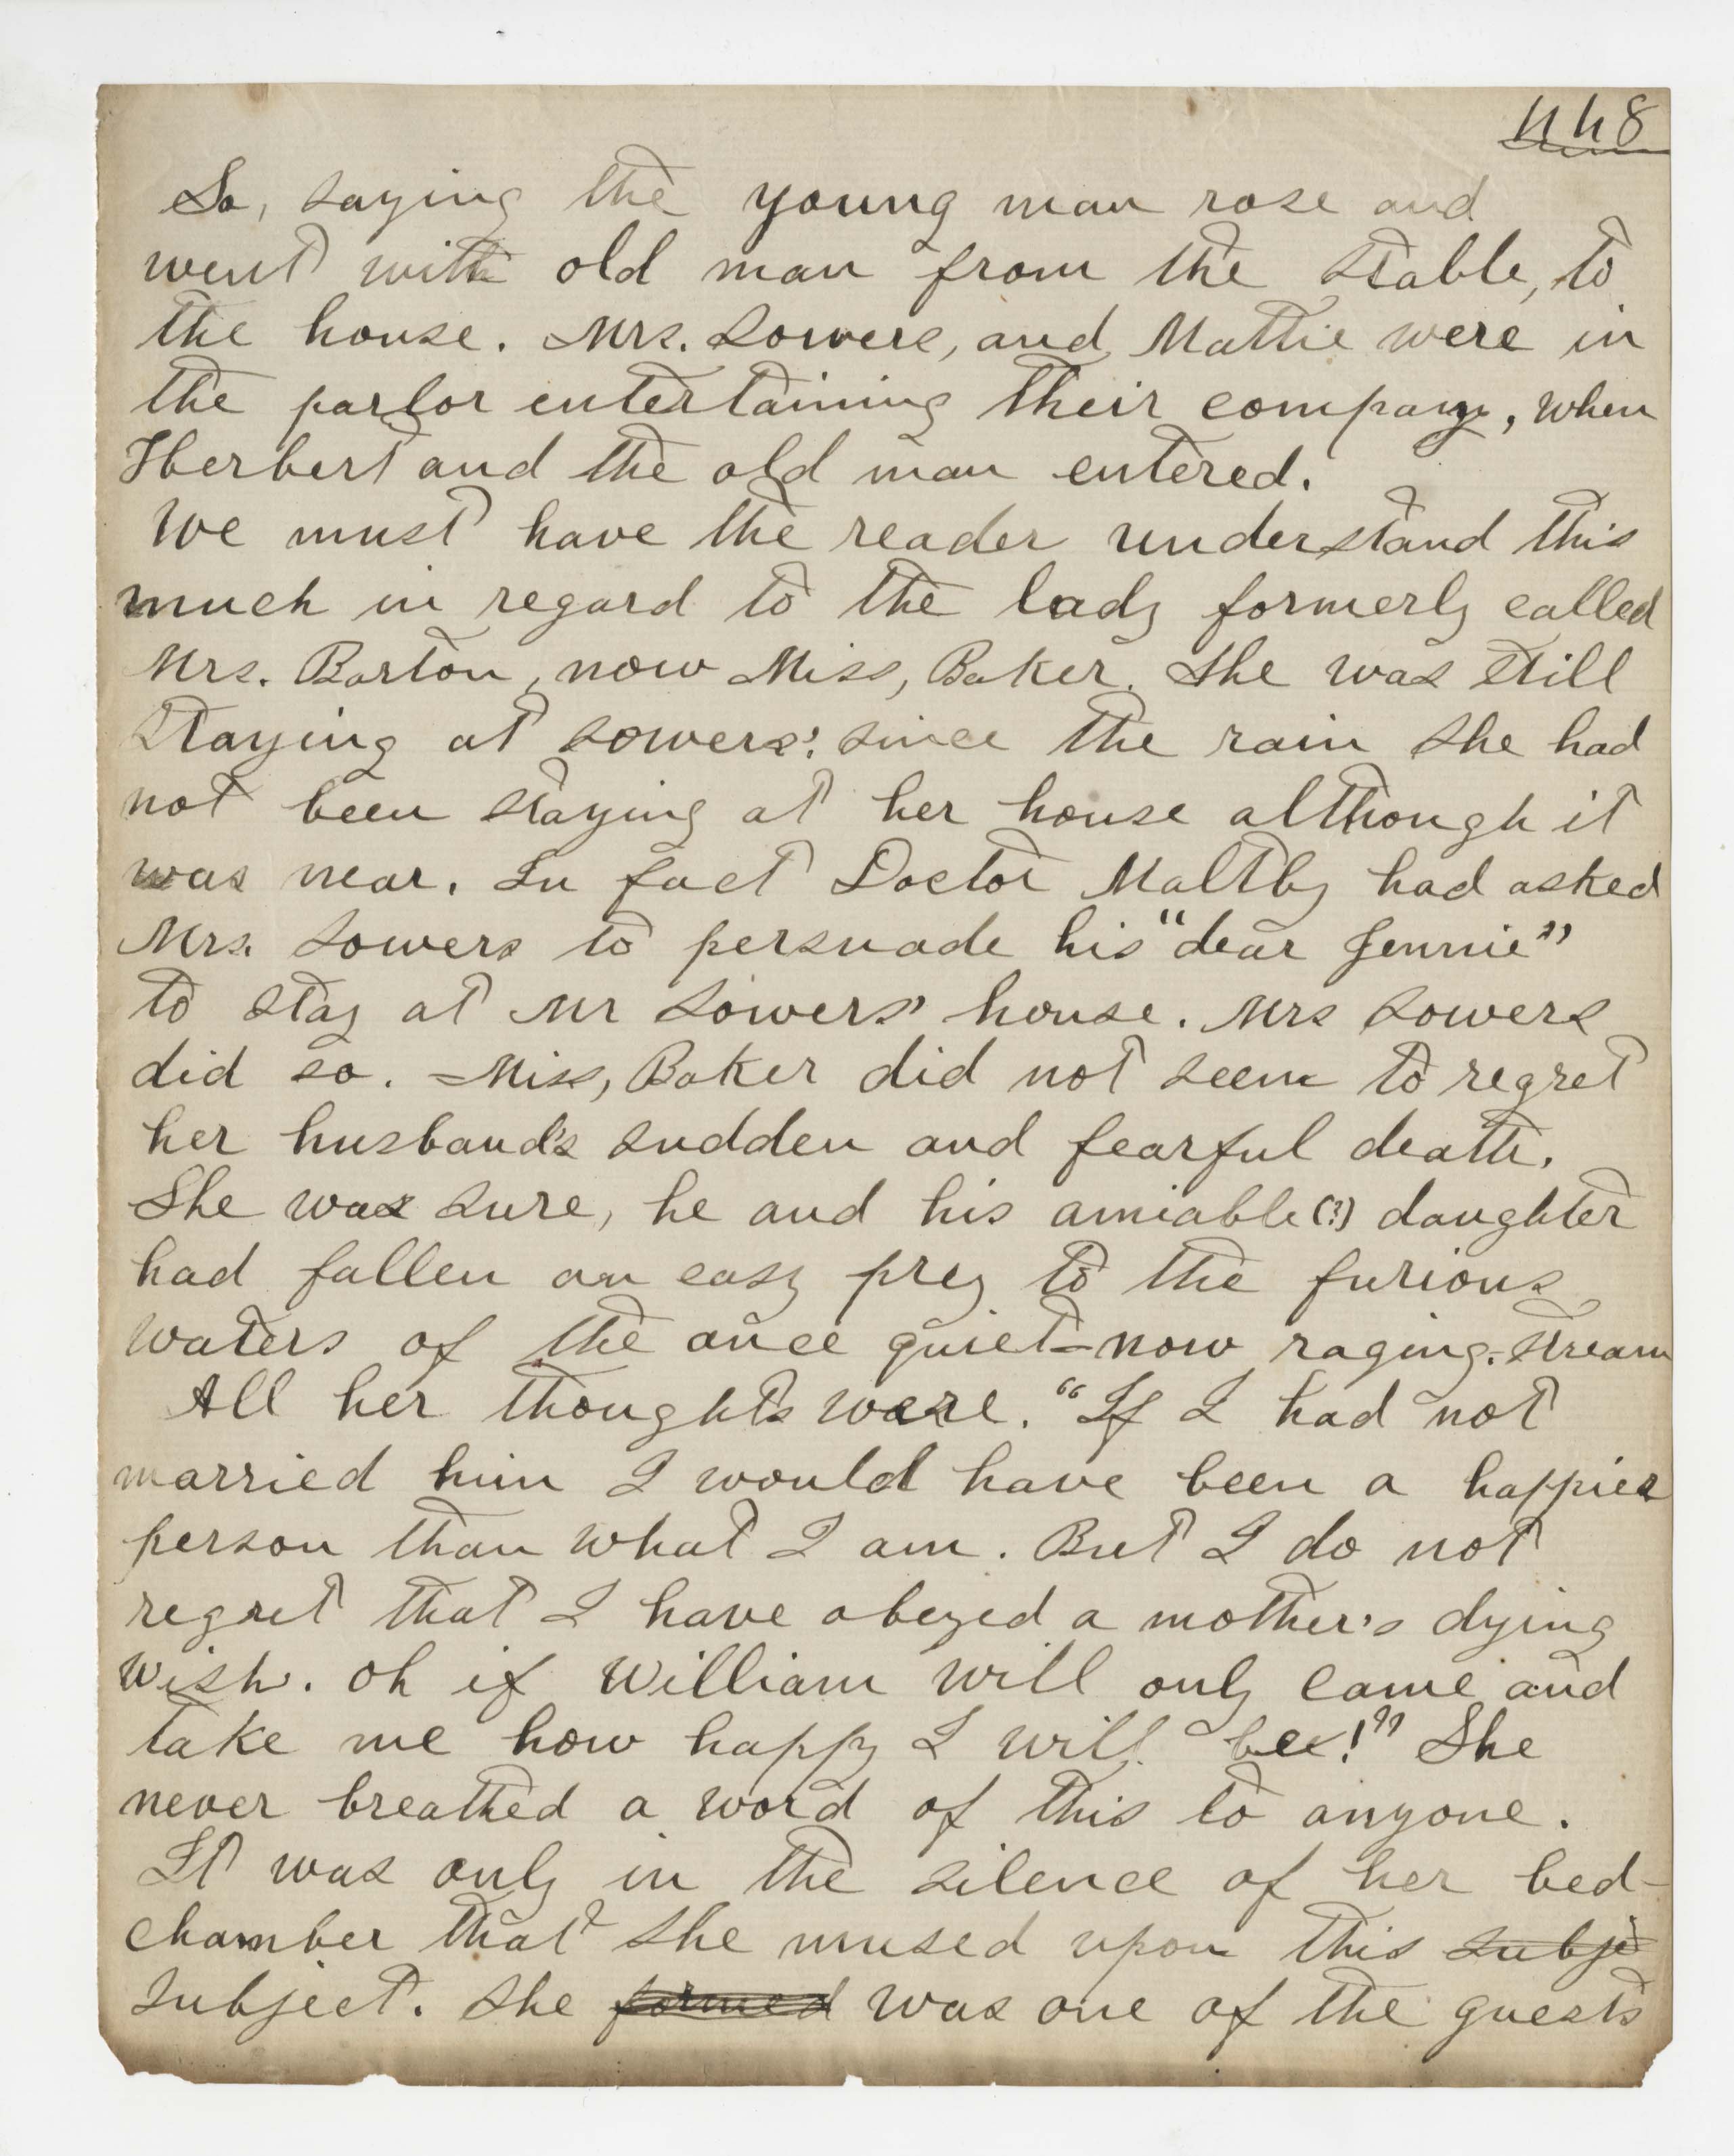 448
So, saying the young man rose and
went with old man from the stable, to
the house. Mrs. Sowers, and Mattie were in
the parlor entertaining their company, when
Herbert and the old man entered.
We must have the reader understand this
much in regard to the lady formerly called
Mrs. Barton, now Miss, Baker. She was still
staying at Sowers'. since the rain she had
not been staying at her house although it
was near. In fact Doctor Maltby had asked
Mrs. Sowers to persuade his "dear Jennie"
to stay at Mr Sowers' house. Mrs Sowers
did so. Miss, Baker did not seem to regret
her husband's sudden and fearful death.
She was sure, he and his amiable (?) daughter
had fallen an easy prey to the furious
waters of the once quiet-now raging-stream
All her thoughts were. "If I had not
married him I would have been a happier
person than what I am. But I do not
regret that I have obeyed a mother's dying
wish. Oh if William will only come and
take me how happy I will be!" She
never breathed a word of this to anyone.
It was only in the silence of her bed-
chamber that she mused upon this subje
subject. She formed was one of the guests